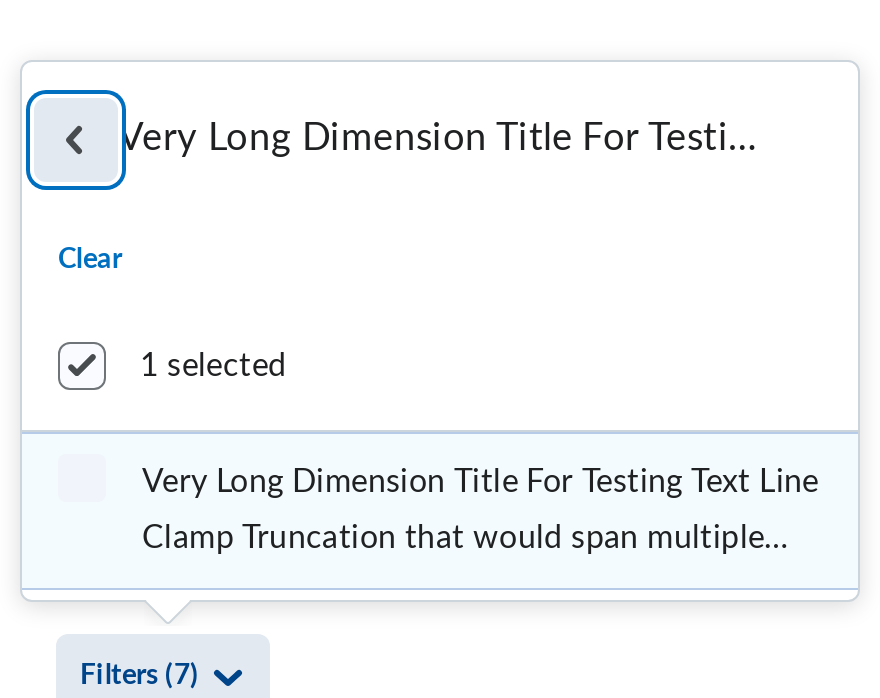 Very Long Dimension Title For Testi...
Clear
1 selected
Very Long Dimension Title For Testing Text Line
Clamp Truncation that would span multiple...
Filters (7)